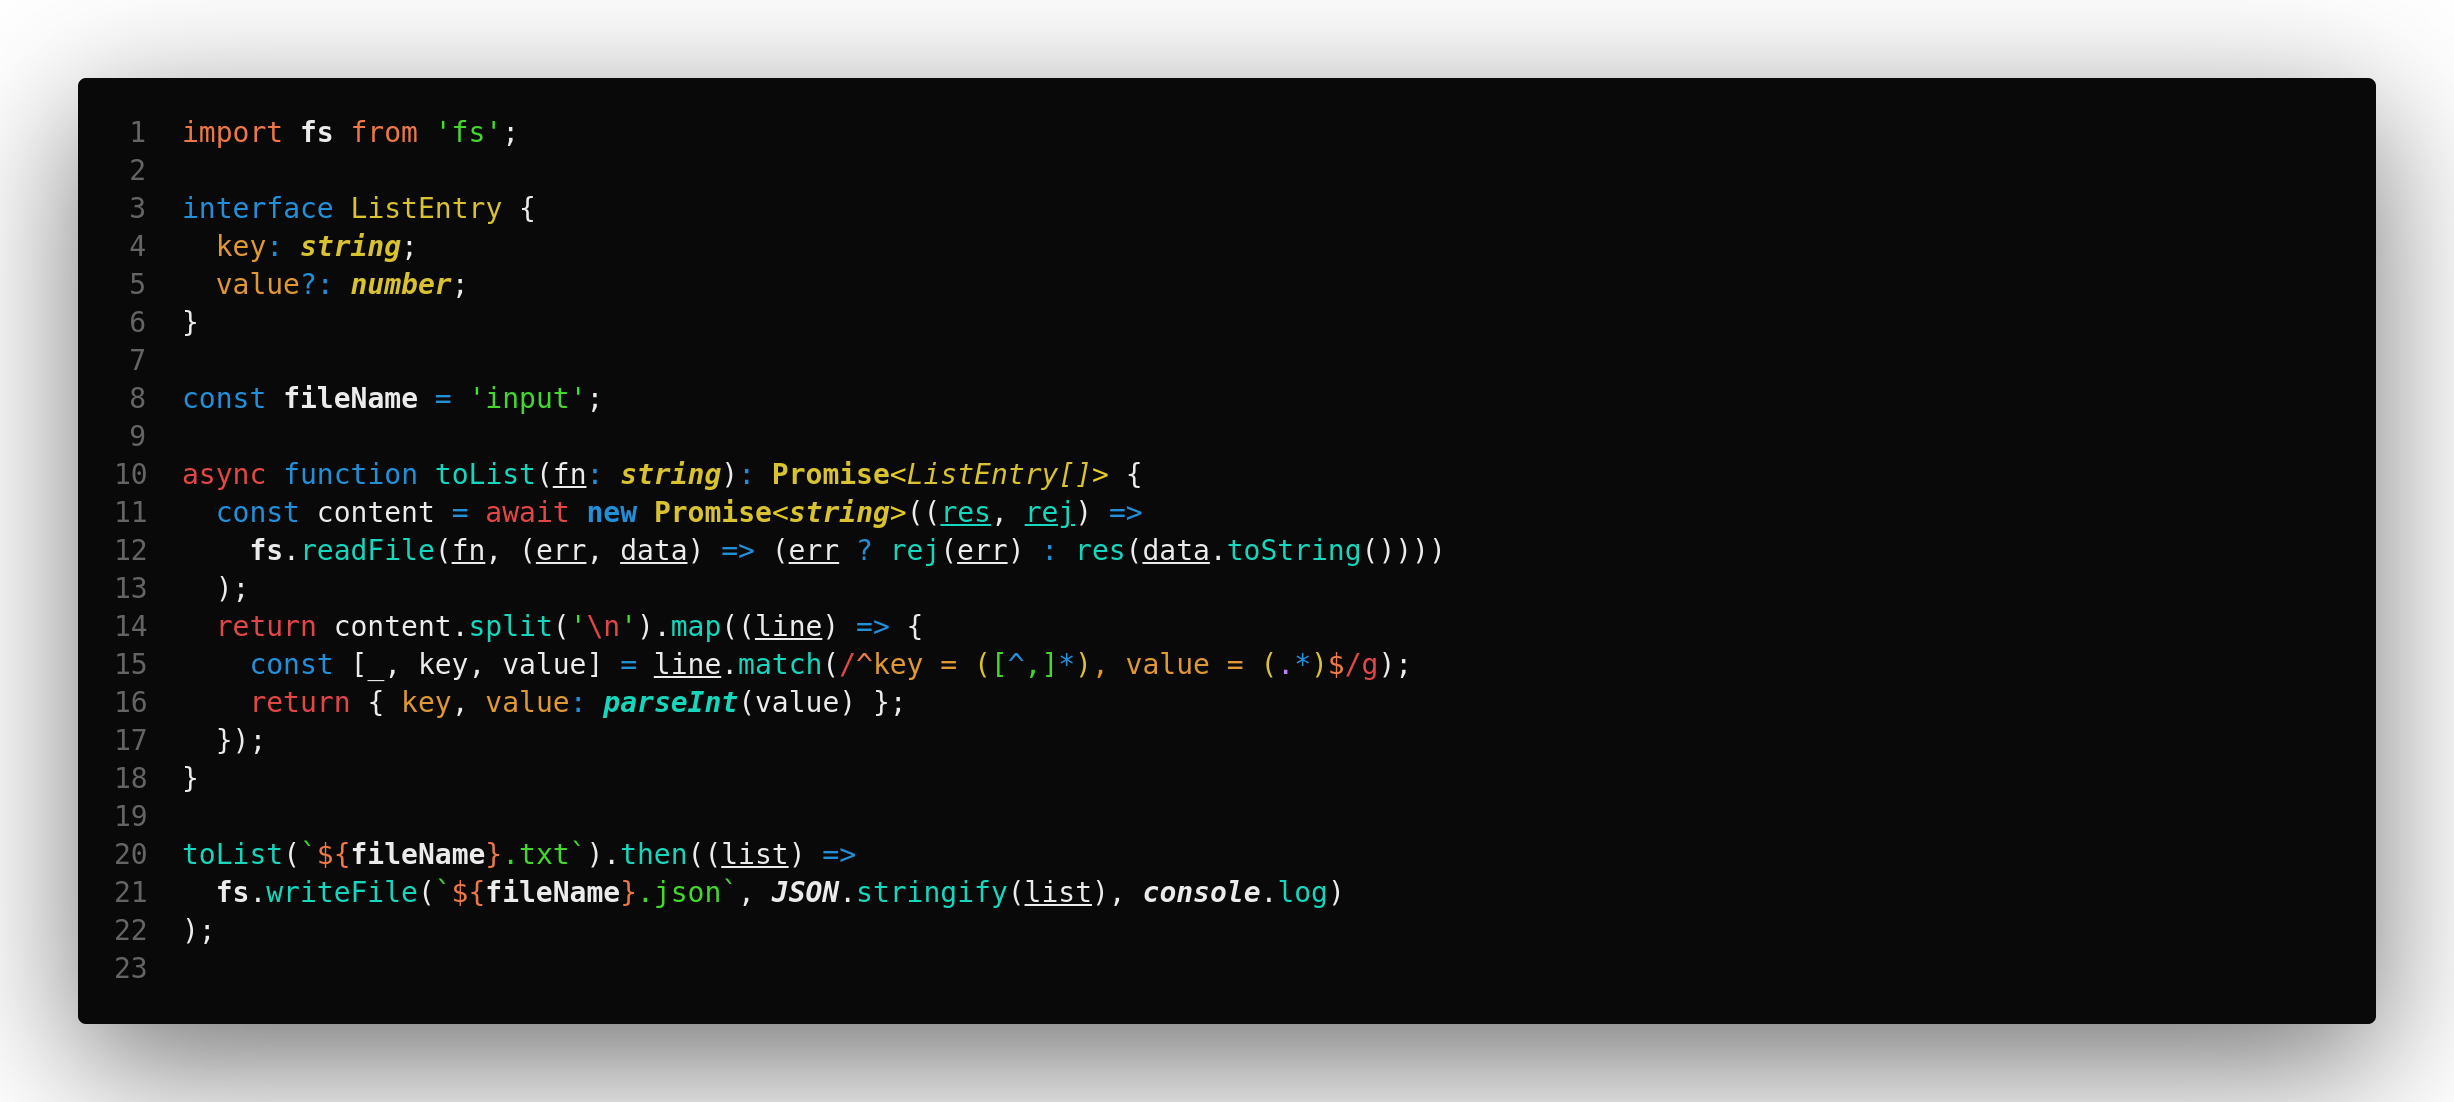 1 import fs from 'fs';
2
3 interface ListEntry {
4   key: string;
5   value?: number;
6 }
7
8 const fileName = 'input';
9
10 async function toList(fn: string): Promise<ListEntry[]> {
11   const content = await new Promise<string>((res, rej) =>
12     fs.readFile(fn, (err, data) => (err ? rej(err) : res(data.toString())))
13   );
14   return content.split('\n').map((line) => {
15     const [_, key, value] = line.match(/^key = ([^,]*), value = (.*)$/g);
16     return { key, value: parseInt(value) };
17   });
18 }
19
20 toList(`${fileName}.txt`).then((list) =>
21   fs.writeFile(`${fileName}.json`, JSON.stringify(list), console.log)
22 );
23